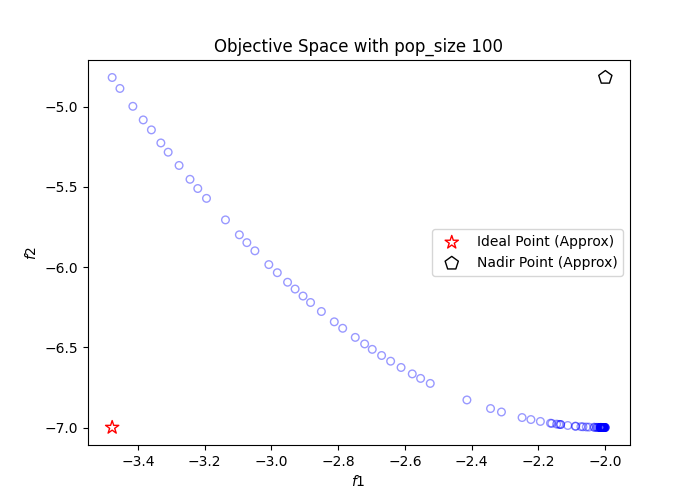 Objective Space with pop_size 100
−5.0
−5.5
−6.0
−6.5
−7.0
f2
Ideal Point (Approx)
Nadir Point (Approx)
−3.4
−3.2
−3.0
−2.8
−2.6
−2.4
−2.2
−2.0
f1